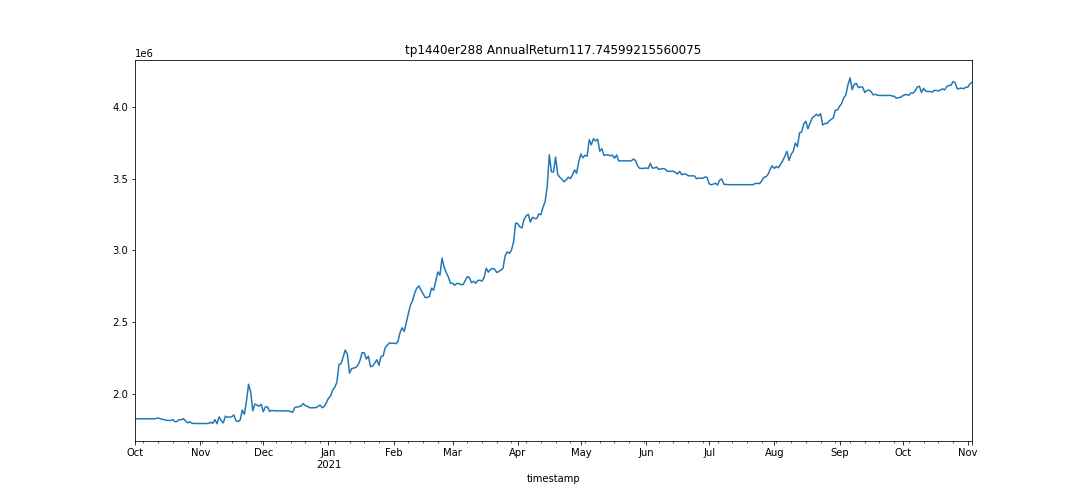 tp1440er288 AnnualReturn117.74599215560075
1e6
4.0
3.5
3.0
2.5
2.0
Oct Nov Dec Jan Feb Mar Apr May Jun Jul Aug Sep Oct Nov
2021
timestamp